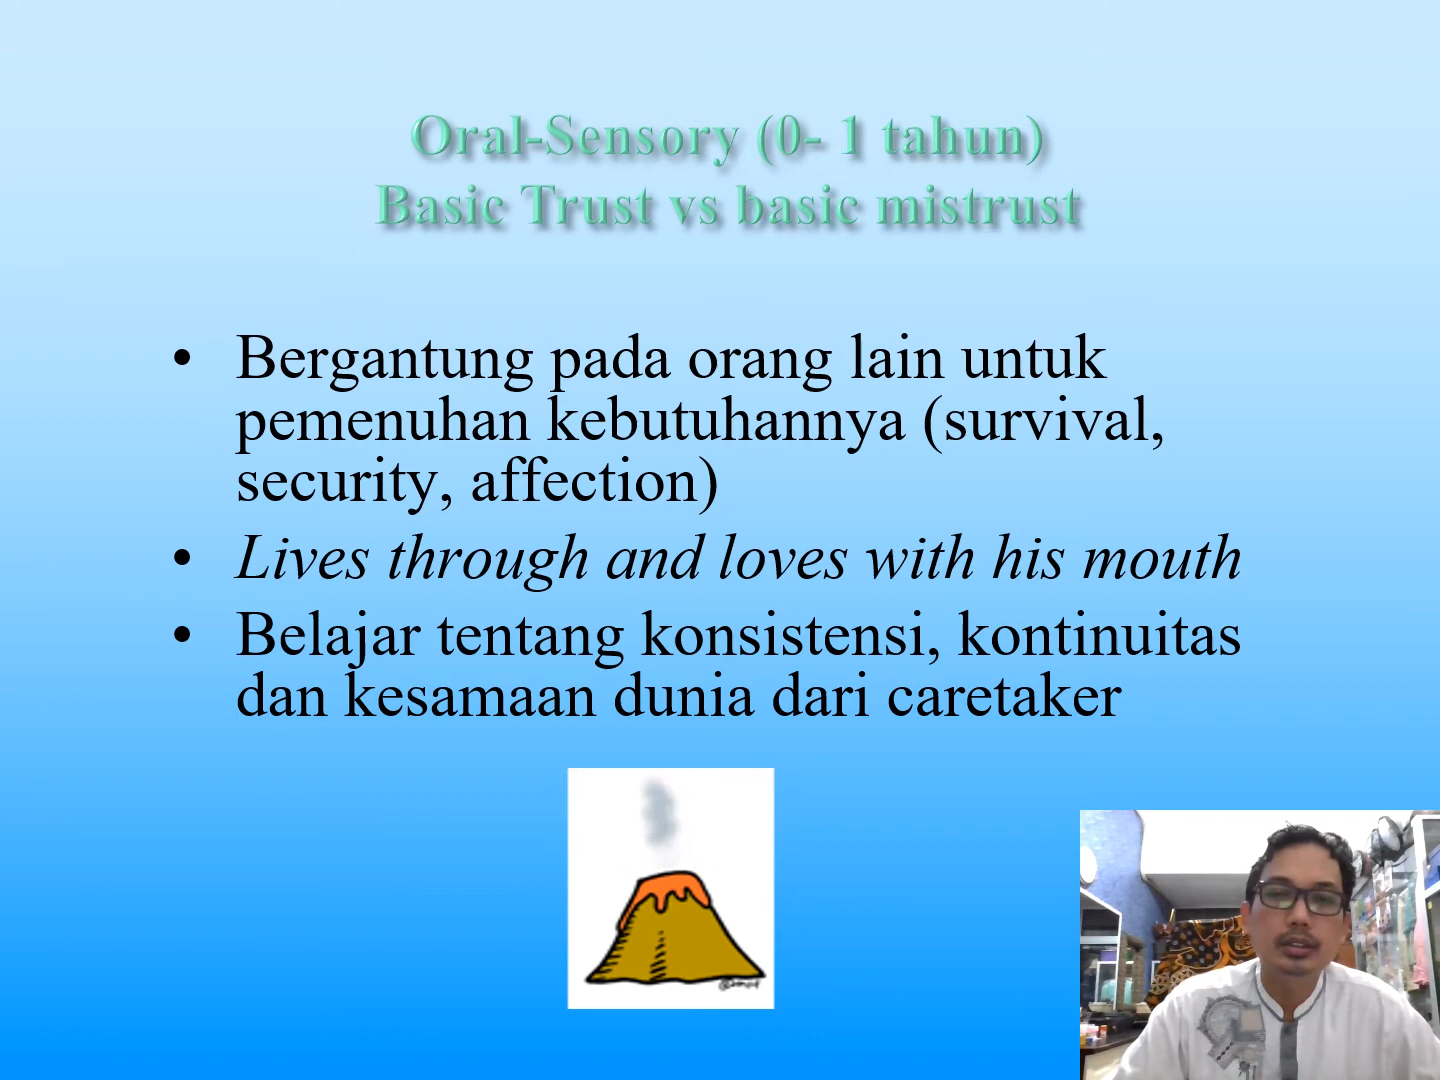 Oral-Sensory (0- 1 tahun)
Basic Trust vs basic mistrust
• Bergantung pada orang lain untuk
pemenuhan kebutuhannya (survival,
security, affection)
• Lives through and loves with his mouth
• Belajar tentang konsistensi, kontinuitas
dan kesamaan dunia dari caretaker